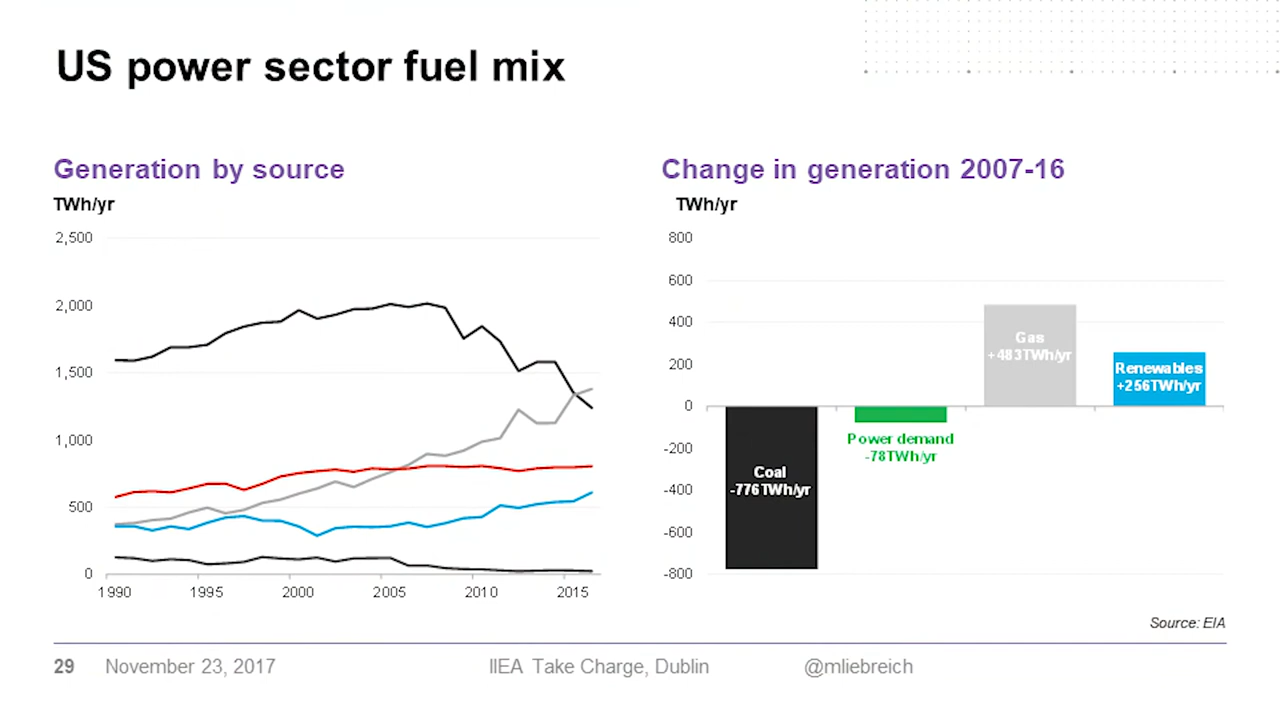 US power sector fuel mix
Generation by source
TWh/yr
2,500
2,000
1,500
1,000
500
0
1990
1995
2000
2005
2010
2015
Change in generation 2007-16
TWh/yr
800
600
400
200
0
-200
-400
-600
-800
Coal
-776TWh/yr
Power demand
-78TWh/yr
Gas
+483TWh/yr
Renewables
+256TWh/yr
Source: EIA
29 November 23, 2017 IIEA Take Charge, Dublin @mliebreich